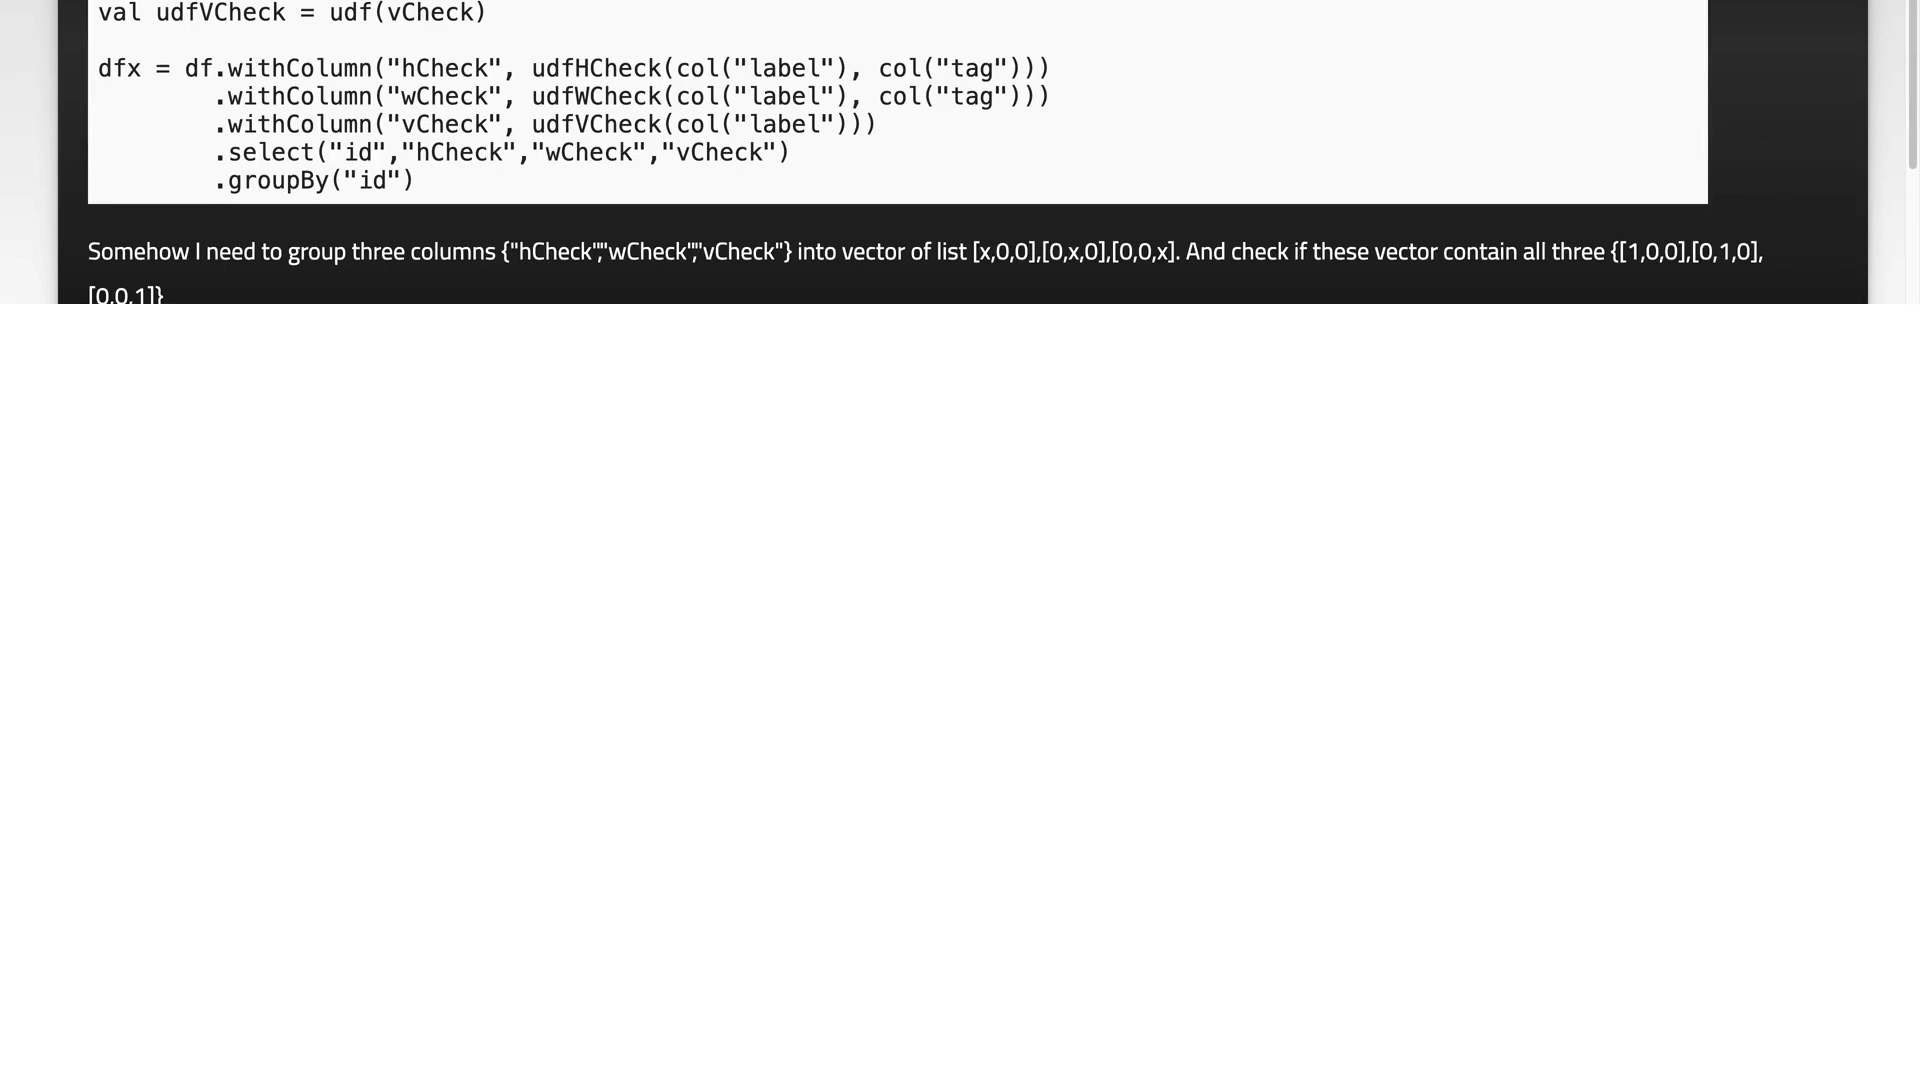 val udfVCheck = udf(vCheck)
dfx = df.withColumn("hCheck", udfHCheck(col("label"), col("tag")))
.withColumn("wCheck", udfWCheck(col("label"), col("tag")))
.withColumn("vCheck", udfVCheck(col("label")))
.select("id","hCheck","wCheck","vCheck")
.groupBy("id")
Somehow I need to group three columns {"hCheck","wCheck","vCheck"} into vector of list [x,0,0],[0,x,0],[0,0,x]. And check if these vector contain all three {[1,0,0],[0,1,0],
[0,0,1]}